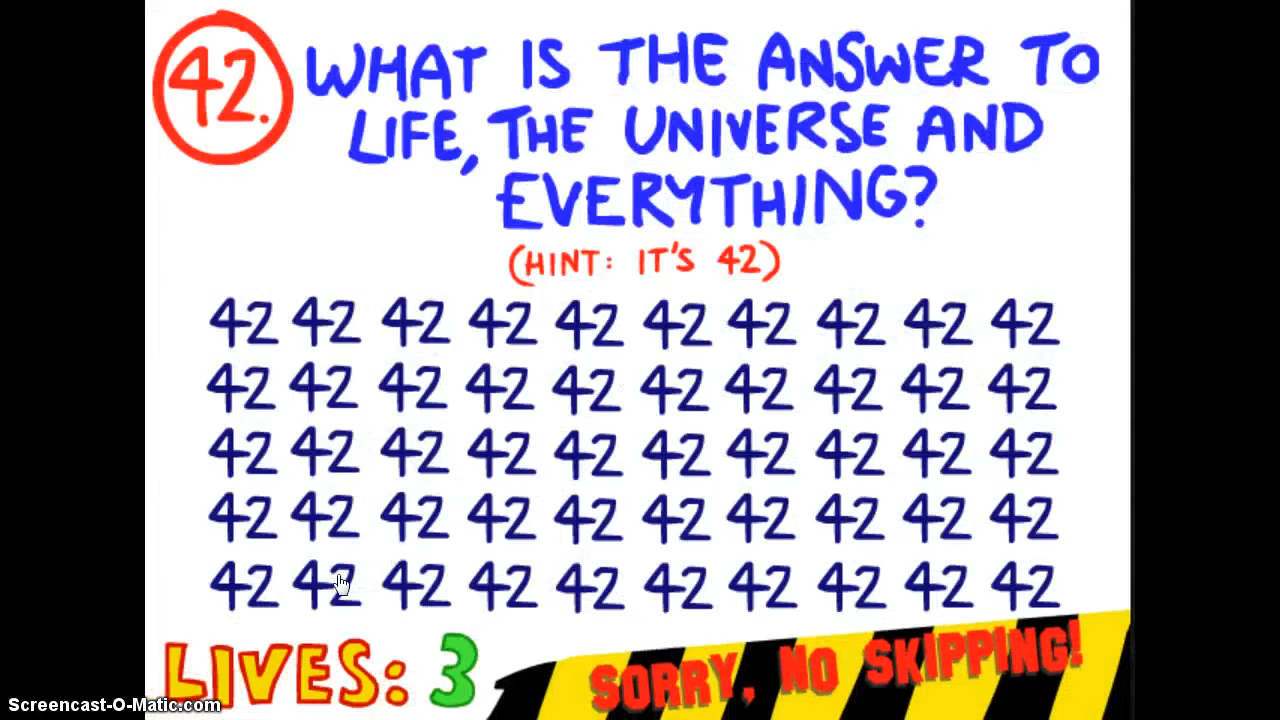 42. WHAT IS THE ANSWER TO
LIFE, THE UNIVERSE AND
EVERYTHING?
(HINT: IT'S 42)
42 42 42 42 42 42 42 42 42 42
42 42 42 42 42 42 42 42 42 42
42 42 42 42 42 42 42 42 42 42
42 42 42 42 42 42 42 42 42 42
42 42 42 42 42 42 42 42 42 42
LIVES: 3
SORRY, NO SKIPPING!
Screencast-O-Matic.com